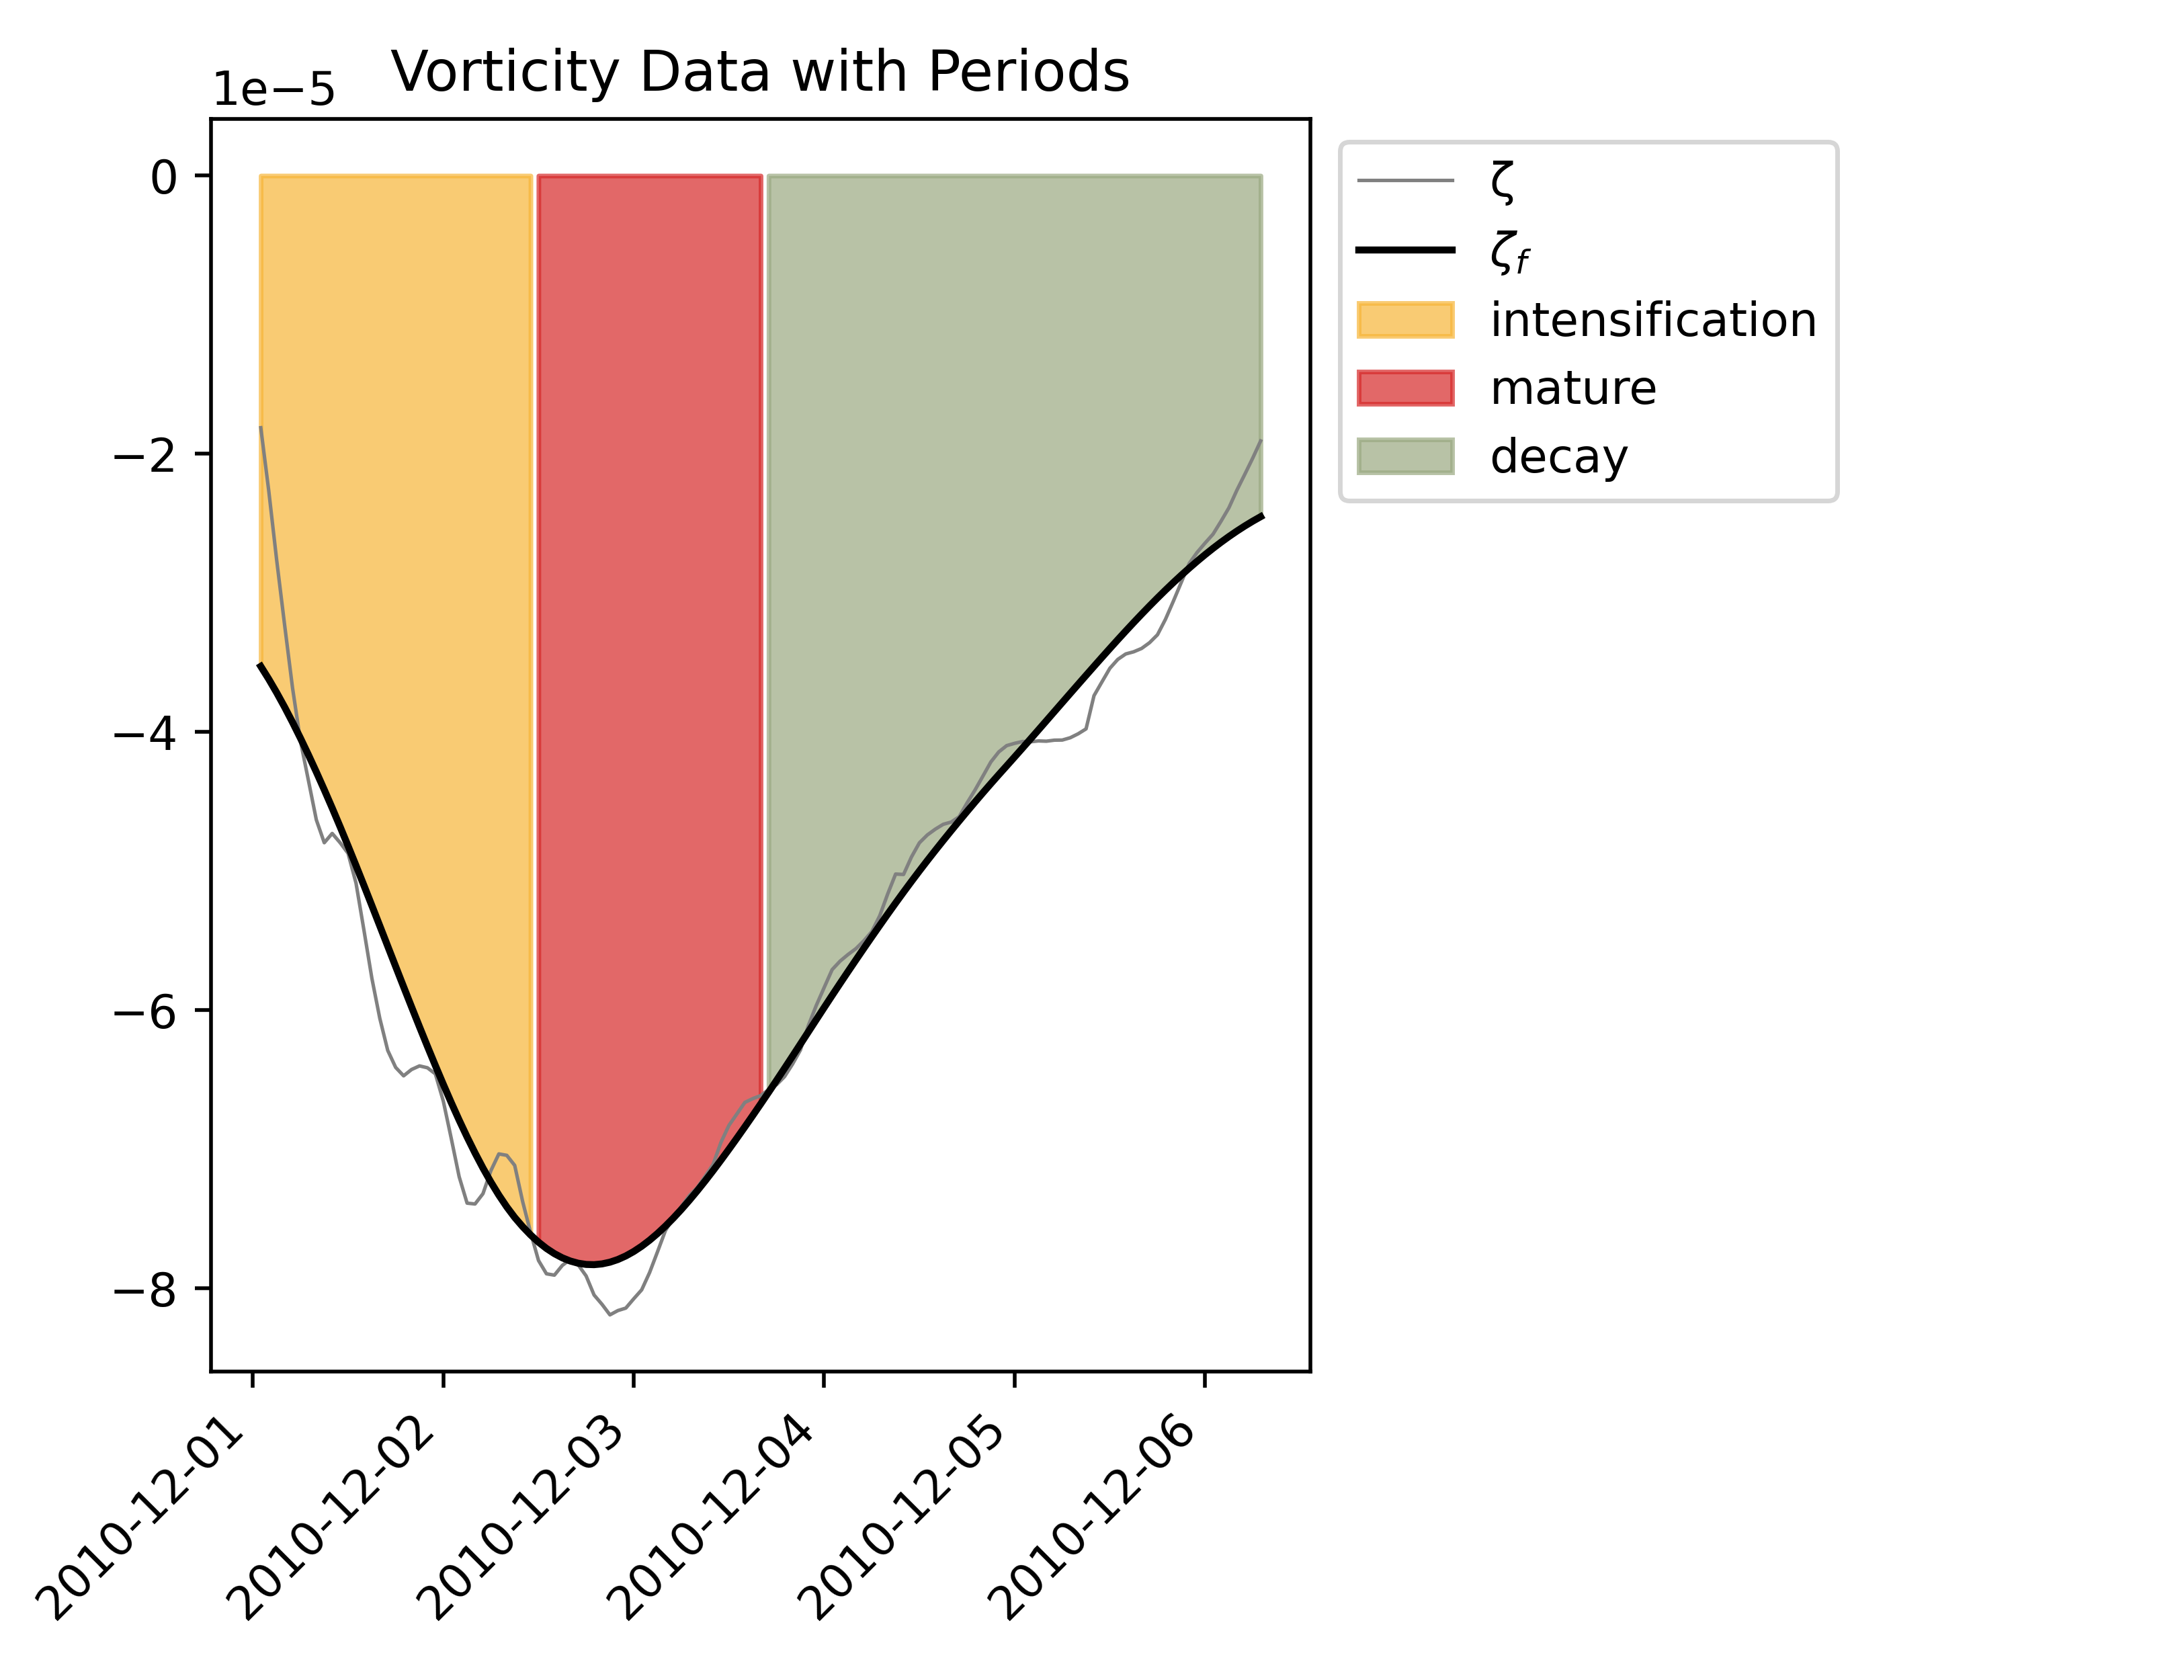 Vorticity Data with Periods
1e−5
0
−2
−4
−6
−8
2010-12-01
2010-12-02
2010-12-03
2010-12-04
2010-12-05
2010-12-06
ζ
ζf
intensification
mature
decay